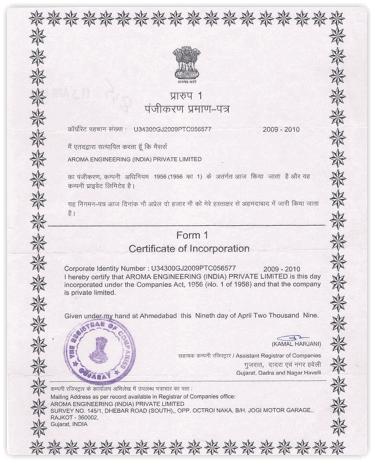 प्रारुप 1
पंजीकरण प्रमाण-पत्र
कॉर्पोरेट पहचान संख्या : U34300GJ2009PTC056577 2009 - 2010
मैं एतदद्वारा सत्यापित करता हूँ कि मैसर्स
AROMA ENGINEERING (INDIA) PRIVATE LIMITED
का पंजीकरण, कम्पनी अधिनियम 1956 (1956 का 1) के अतंर्गत आज किया जाता है और यह
कम्पनी प्राइवेट लिमिटेड है।
यह निगमन-पत्र आज दिनांक नौ अप्रैल दो हजार नौ को मेरे हस्ताक्षर से अहमदाबाद में जारी किया जाता
है।
Form 1
Certificate of Incorporation
Corporate Identity Number : U34300GJ2009PTC056577 2009 - 2010
I hereby certify that AROMA ENGINEERING (INDIA) PRIVATE LIMITED is this day
incorporated under the Companies Act, 1956 (No. 1 of 1956) and that the company
is private limited.
Given under my hand at Ahmedabad this Nineth day of April Two Thousand Nine.
THE REGISTRAR OF COMPANIES
GUJARAT
(KAMAL HARJANI)
सहायक कम्पनी रजिस्ट्रार / Assistant Registrar of Companies
गुजरात, दादरा एवं नगर हवेली
Gujarat, Dadra and Nagar Havelli
कम्पनी रजिस्ट्रार के कार्यालय अभिलेख में उपलब्ध पत्राचार का पता :
Mailing Address as per record available in Registrar of Companies office:
AROMA ENGINEERING (INDIA) PRIVATE LIMITED
SURVEY NO. 145/1, DHEBAR ROAD (SOUTH),, OPP. OCTROI NAKA, B/H. JOGI MOTOR GARAGE.,
RAJKOT - 360002,
Gujarat, INDIA